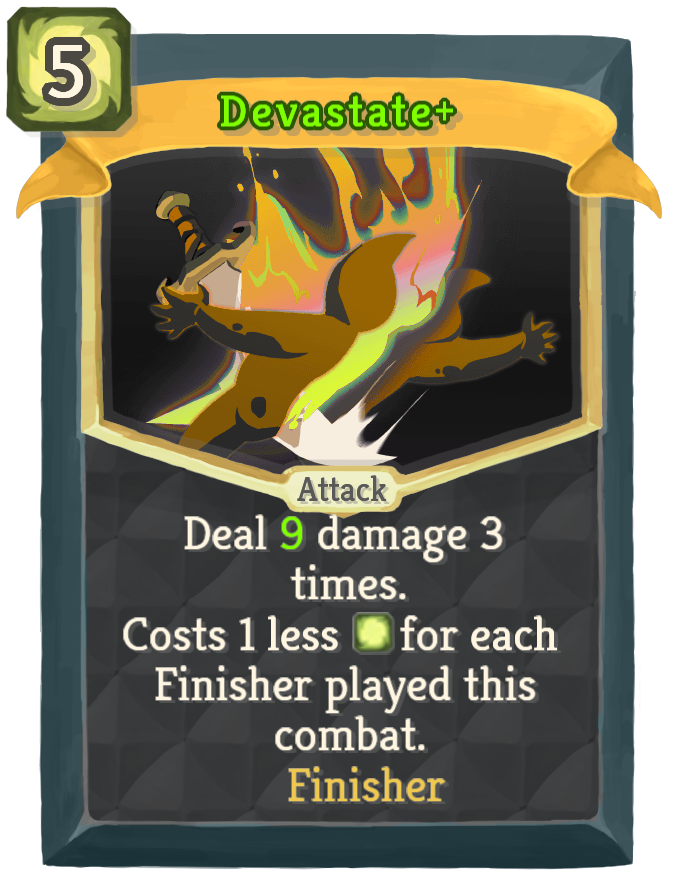 5
Devastate+
Attack
Deal 9 damage 3
times.
Costs 1 less for each
Finisher played this
combat.
Finisher